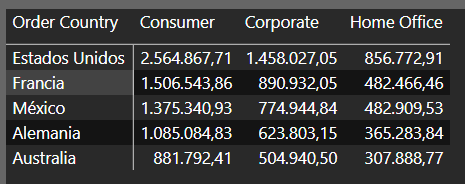 Order Country Consumer Corporate Home Office
Estados Unidos 2.564.867,71 1.458.027,05 856.772,91
Francia 1.506.543,86 890.932,05 482.466,46
México 1.375.340,93 774.944,84 482.909,53
Alemania 1.085.084,83 623.803,15 365.283,84
Australia 881.792,41 504.940,50 307.888,77